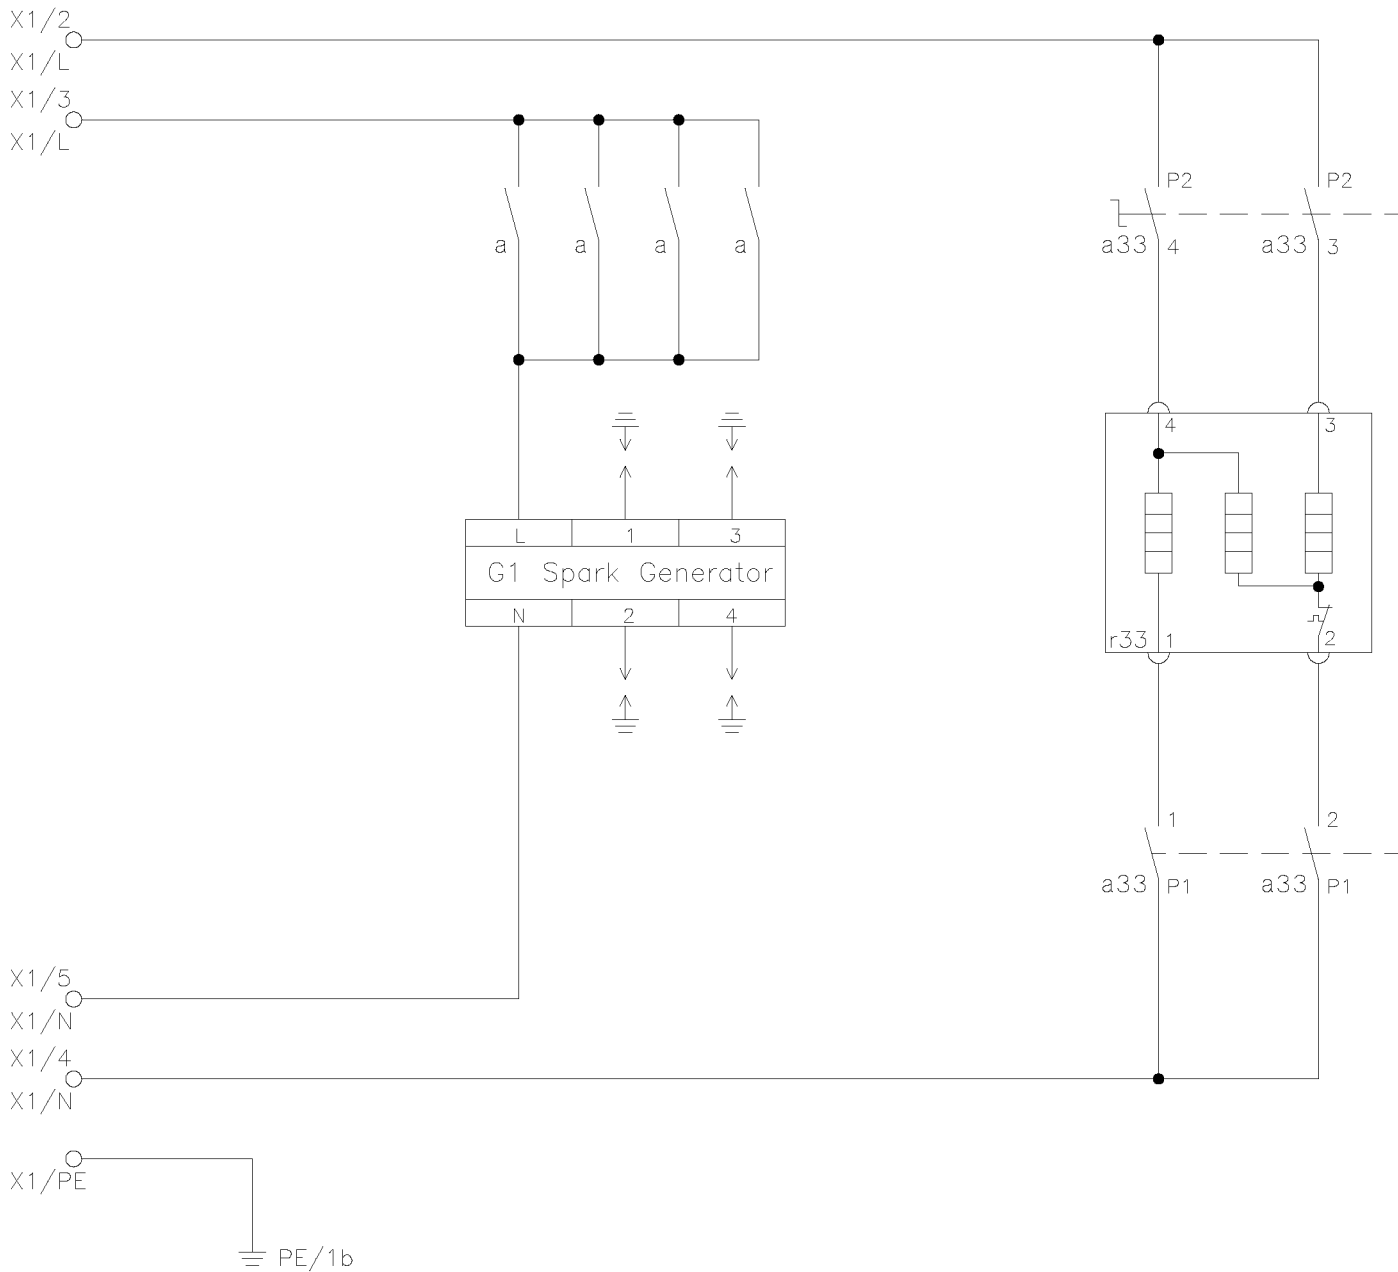 X1/2
X1/L
X1/3
X1/L
P2 P2
a a a a a33 4 a33 3
4 3
L 1 3
G1 Spark Generator
N 2 4
r33 1 2
1 2
a33 P1 a33 P1
X1/5
X1/N
X1/4
X1/N
X1/PE
PE/1b